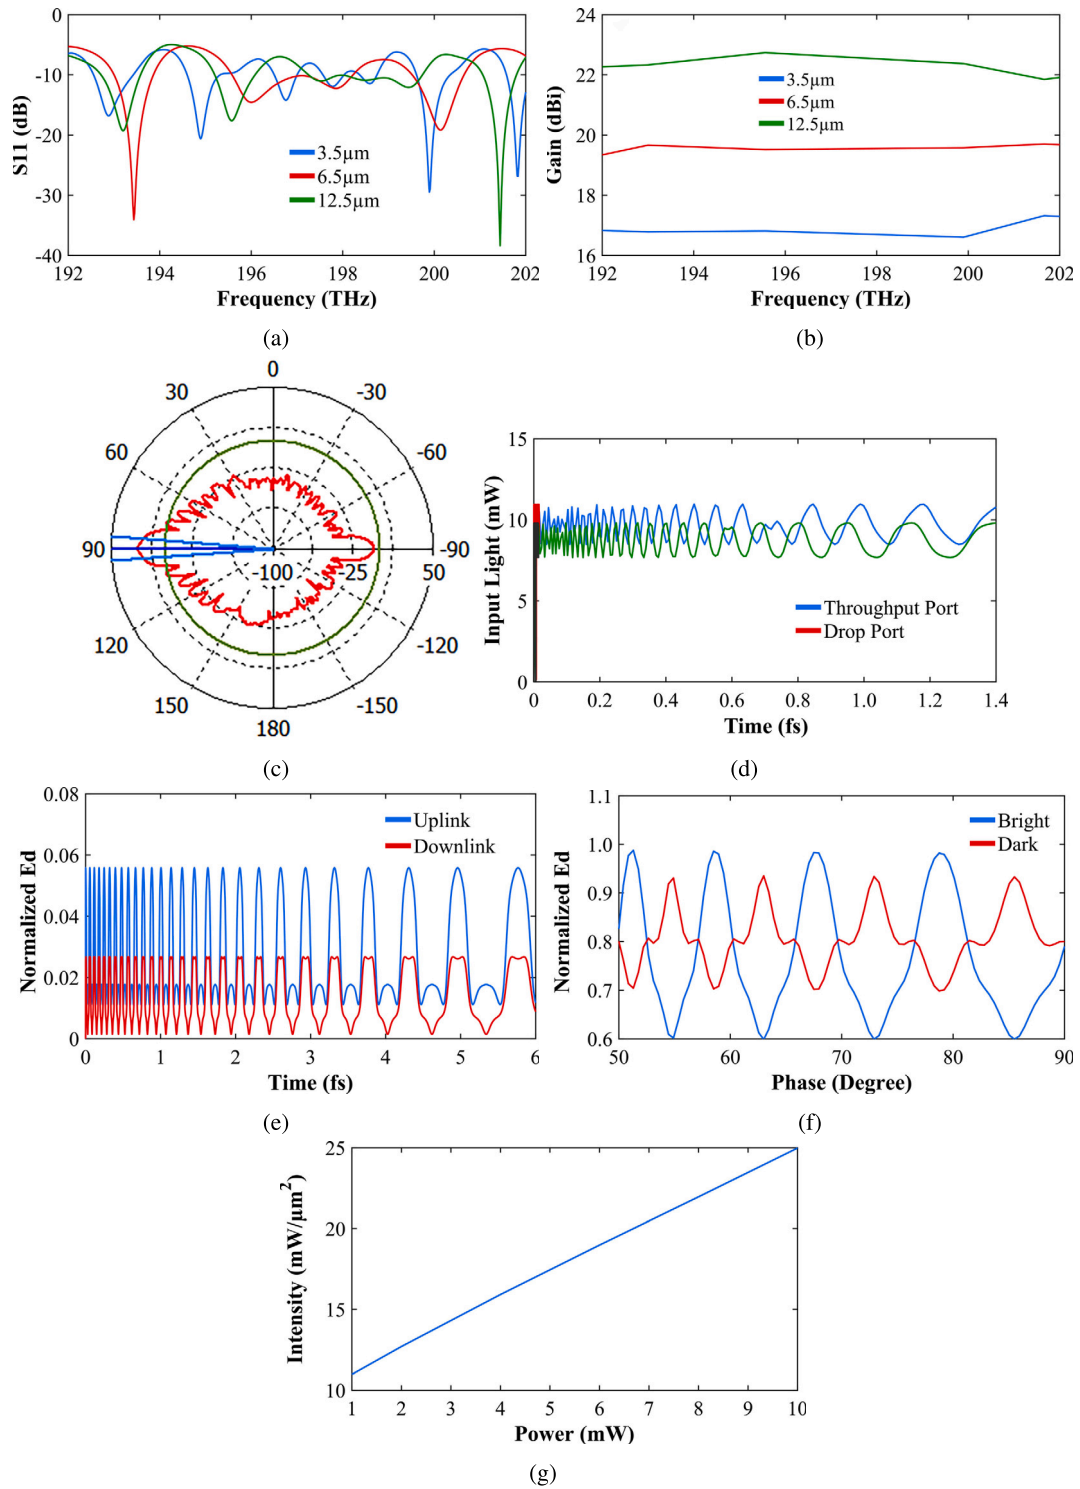 0
-10
-20
-30
-40
S11 (dB)
3.5µm
6.5µm
12.5µm
192 194 196 198 200 202
Frequency (THz)
(a)
24
22
20
18
16
Gain (dBi)
3.5µm
6.5µm
12.5µm
192 194 196 198 200 202
Frequency (THz)
(b)
0
30 -30
60 -60
90 -100 -25 -90
50
120 -120
150 -150
180
(c)
15
10
5
0
Input Light (mW)
Throughput Port
Drop Port
0 0.2 0.4 0.6 0.8 1.0 1.2 1.4
Time (fs)
(d)
0.08
0.06
0.04
0.02
0
Normalized Ed
Uplink
Downlink
0 1 2 3 4 5 6
Time (fs)
(e)
1.1
1.0
0.9
0.8
0.7
0.6
Normalized Ed
Bright
Dark
50 60 70 80 90
Phase (Degree)
(f)
25
20
15
10
Intensity (mW/µm²)
1 2 3 4 5 6 7 8 9 10
Power (mW)
(g)